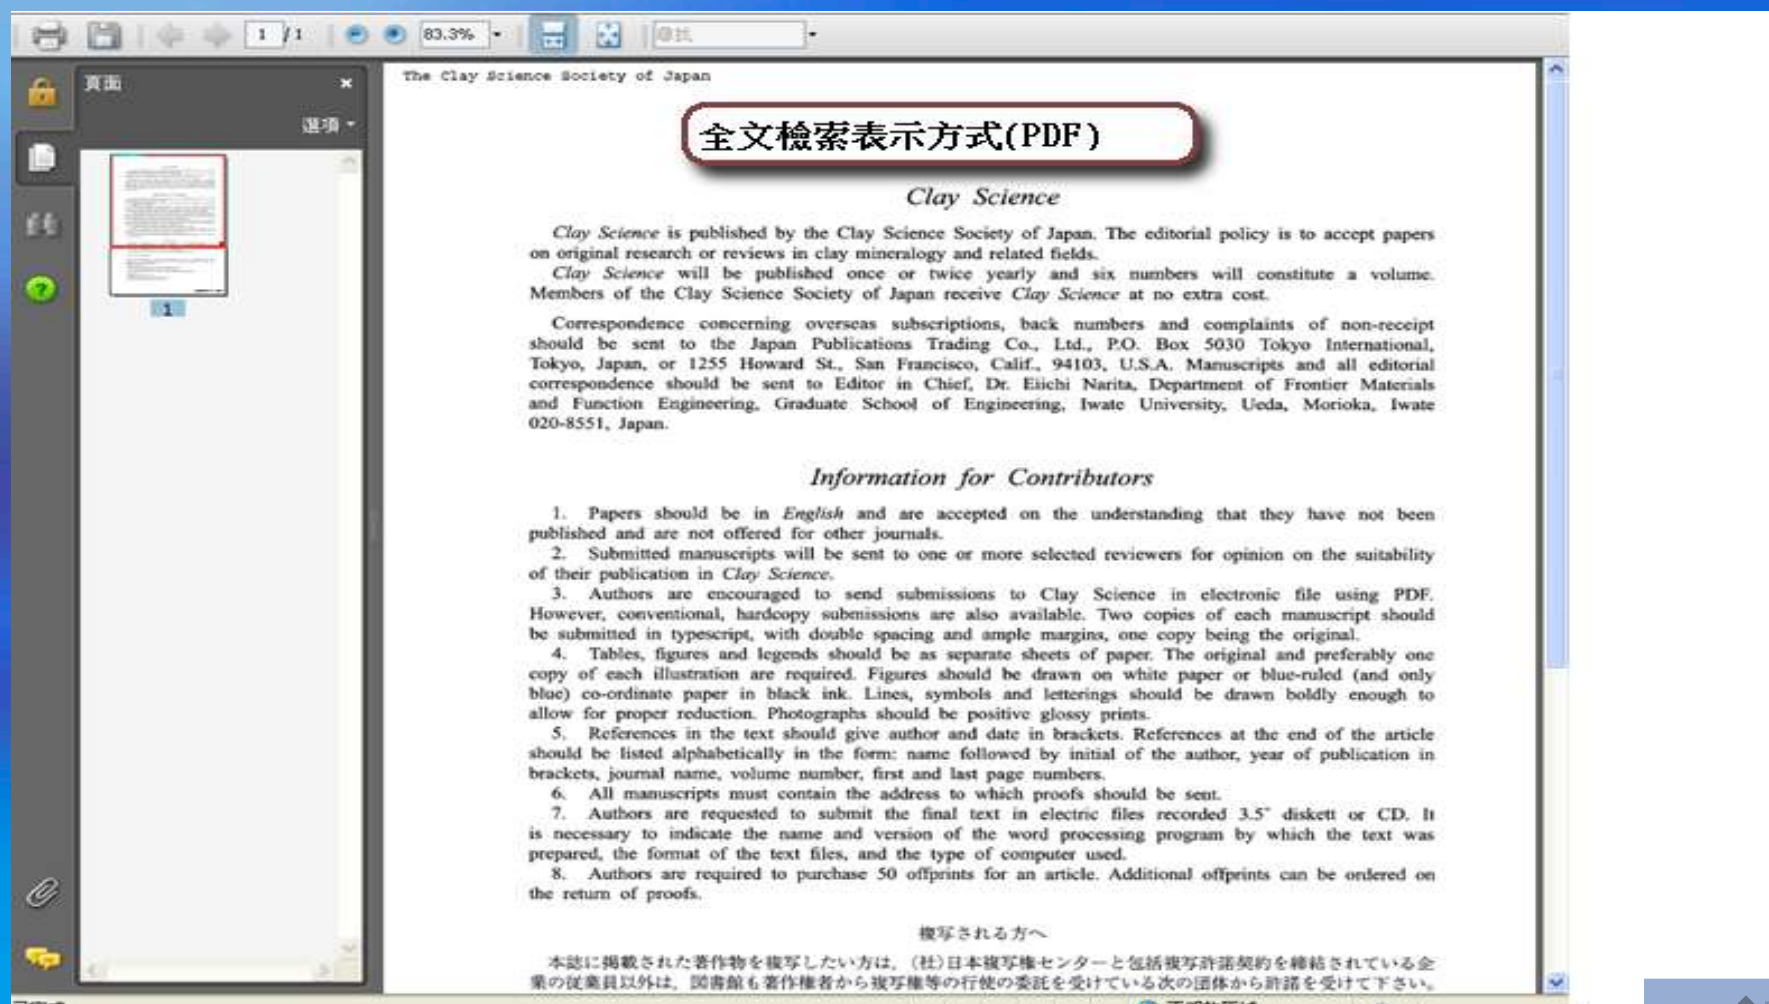 1 / 1
83.3%
尋找
頁面
選項
1
The Clay Science Society of Japan
全文檢索表示方式(PDF)
Clay Science
Clay Science is published by the Clay Science Society of Japan. The editorial policy is to accept papers
on original research or reviews in clay mineralogy and related fields.
Clay Science will be published once or twice yearly and six numbers will constitute a volume.
Members of the Clay Science Society of Japan receive Clay Science at no extra cost.
Correspondence concerning overseas subscriptions, back numbers and complaints of non-receipt
should be sent to the Japan Publications Trading Co., Ltd., P.O. Box 5030 Tokyo International,
Tokyo, Japan, or 1255 Howard St., San Francisco, Calif., 94103, U.S.A. Manuscripts and all editorial
correspondence should be sent to Editor in Chief, Dr. Eiichi Narita, Department of Frontier Materials
and Function Engineering, Graduate School of Engineering, Iwate University, Ueda, Morioka, Iwate
020-8551, Japan.
Information for Contributors
1. Papers should be in English and are accepted on the understanding that they have not been
published and are not offered for other journals.
2. Submitted manuscripts will be sent to one or more selected reviewers for opinion on the suitability
of their publication in Clay Science.
3. Authors are encouraged to send submissions to Clay Science in electronic file using PDF.
However, conventional, hardcopy submissions are also available. Two copies of each manuscript should
be submitted in typescript, with double spacing and ample margins, one copy being the original.
4. Tables, figures and legends should be as separate sheets of paper. The original and preferably one
copy of each illustration are required. Figures should be drawn on white paper or blue-ruled (and only
blue) co-ordinate paper in black ink. Lines, symbols and letterings should be drawn boldly enough to
allow for proper reduction. Photographs should be positive glossy prints.
5. References in the text should give author and date in brackets. References at the end of the article
should be listed alphabetically in the form: name followed by initial of the author, year of publication in
brackets, journal name, volume number, first and last page numbers.
6. All manuscripts must contain the address to which proofs should be sent.
7. Authors are requested to submit the final text in electric files recorded 3.5" diskett or CD. It
is necessary to indicate the name and version of the word processing program by which the text was
prepared, the format of the text files, and the type of computer used.
8. Authors are required to purchase 50 offprints for an article. Additional offprints can be ordered on
the return of proofs.
複写される方へ
本誌に掲載された著作物を複写したい方は、(社)日本複写権センターと包括複写許諾契約を締結されている企
業の従業員以外は、図書館も著作権者から複写権等の行使の委託を受けている次の団体から許諾を受けて下さい。